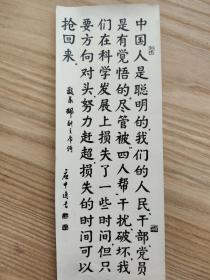 中国人是聪明的我们的人民干部党员
是有觉悟的尽管被四人帮干扰破坏我
们在科学发展上损失了一些时间但只
要方向对头努力赶超损失的时间可以
抢回来.